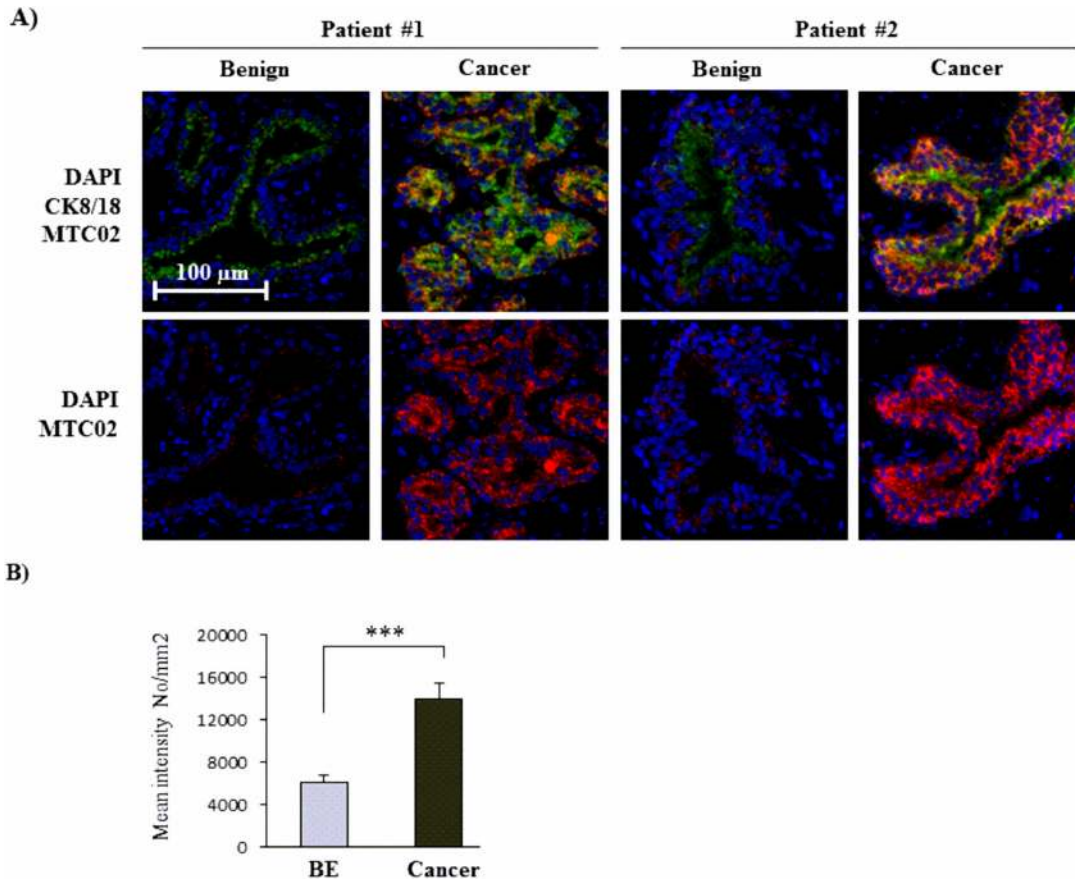 A)
Patient #1
Patient #2
Benign
Cancer
Benign
Cancer
DAPI
CK8/18
MTC02
100 µm
DAPI
MTC02
B)
Mean intensity No/mm2
20000
16000
12000
8000
4000
0
***
BE
Cancer